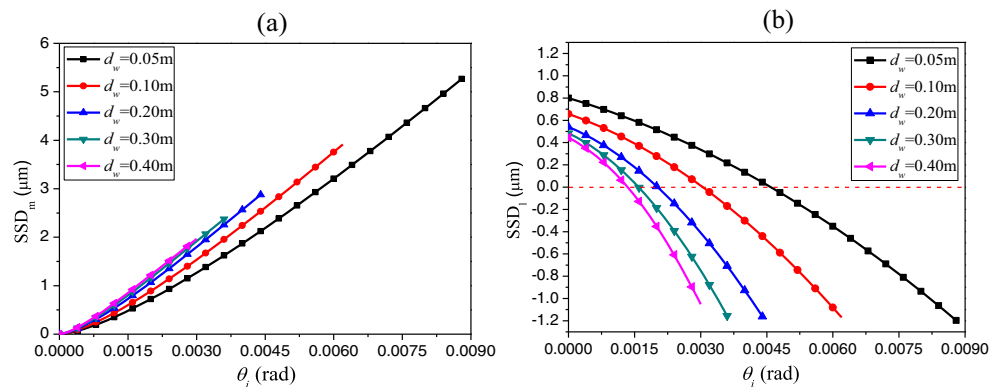 (a)
6
5
4
3
2
1
0
SSDm (μm)
d_w=0.05m
d_w=0.10m
d_w=0.20m
d_w=0.30m
d_w=0.40m
0.0000 0.0015 0.0030 0.0045 0.0060 0.0075 0.0090
θi (rad)
(b)
1.2
1.0
0.8
0.6
0.4
0.2
0.0
-0.2
-0.4
-0.6
-0.8
-1.0
-1.2
SSDl (μm)
d_w=0.05m
d_w=0.10m
d_w=0.20m
d_w=0.30m
d_w=0.40m
0.0000 0.0015 0.0030 0.0045 0.0060 0.0075 0.0090
θi (rad)